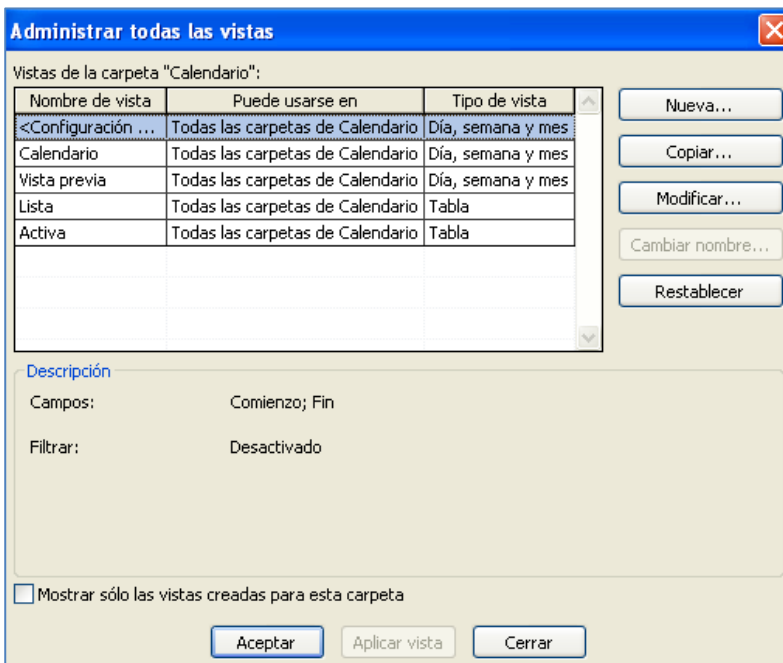 Administrar todas las vistas
Vistas de la carpeta "Calendario":
Nombre de vista Puede usarse en Tipo de vista
<Configuración ... Todas las carpetas de Calendario Día, semana y mes
Calendario Todas las carpetas de Calendario Día, semana y mes
Vista previa Todas las carpetas de Calendario Día, semana y mes
Lista Todas las carpetas de Calendario Tabla
Activa Todas las carpetas de Calendario Tabla
Nueva...
Copiar...
Modificar...
Cambiar nombre...
Restablecer
Descripción
Campos: Comienzo; Fin
Filtrar: Desactivado
Mostrar sólo las vistas creadas para esta carpeta
Aceptar Aplicar vista Cerrar